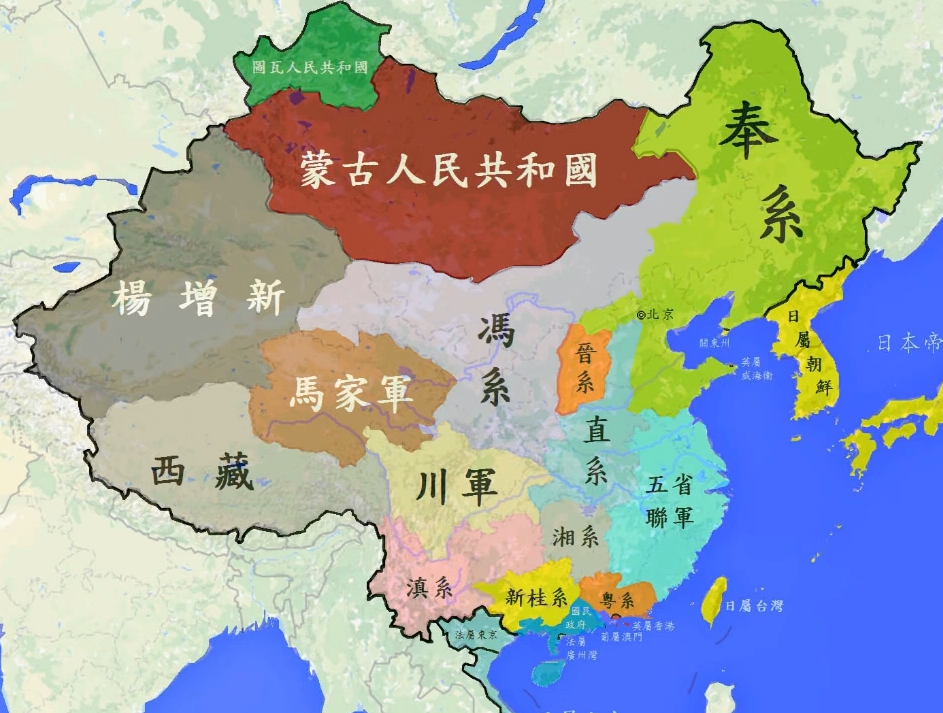 圖瓦人民共和國
奉系
蒙古人民共和國
楊增新
◎北京
馮系
晉系
關東州
英屬
威海衛
日屬朝鮮
日本帝
馬家軍
直系
西藏
川軍
五省
聯軍
湘系
滇系
新桂系
粵系
國民
政府
英屬香港
葡屬澳門
日屬台灣
法屬東京
法屬
廣州灣